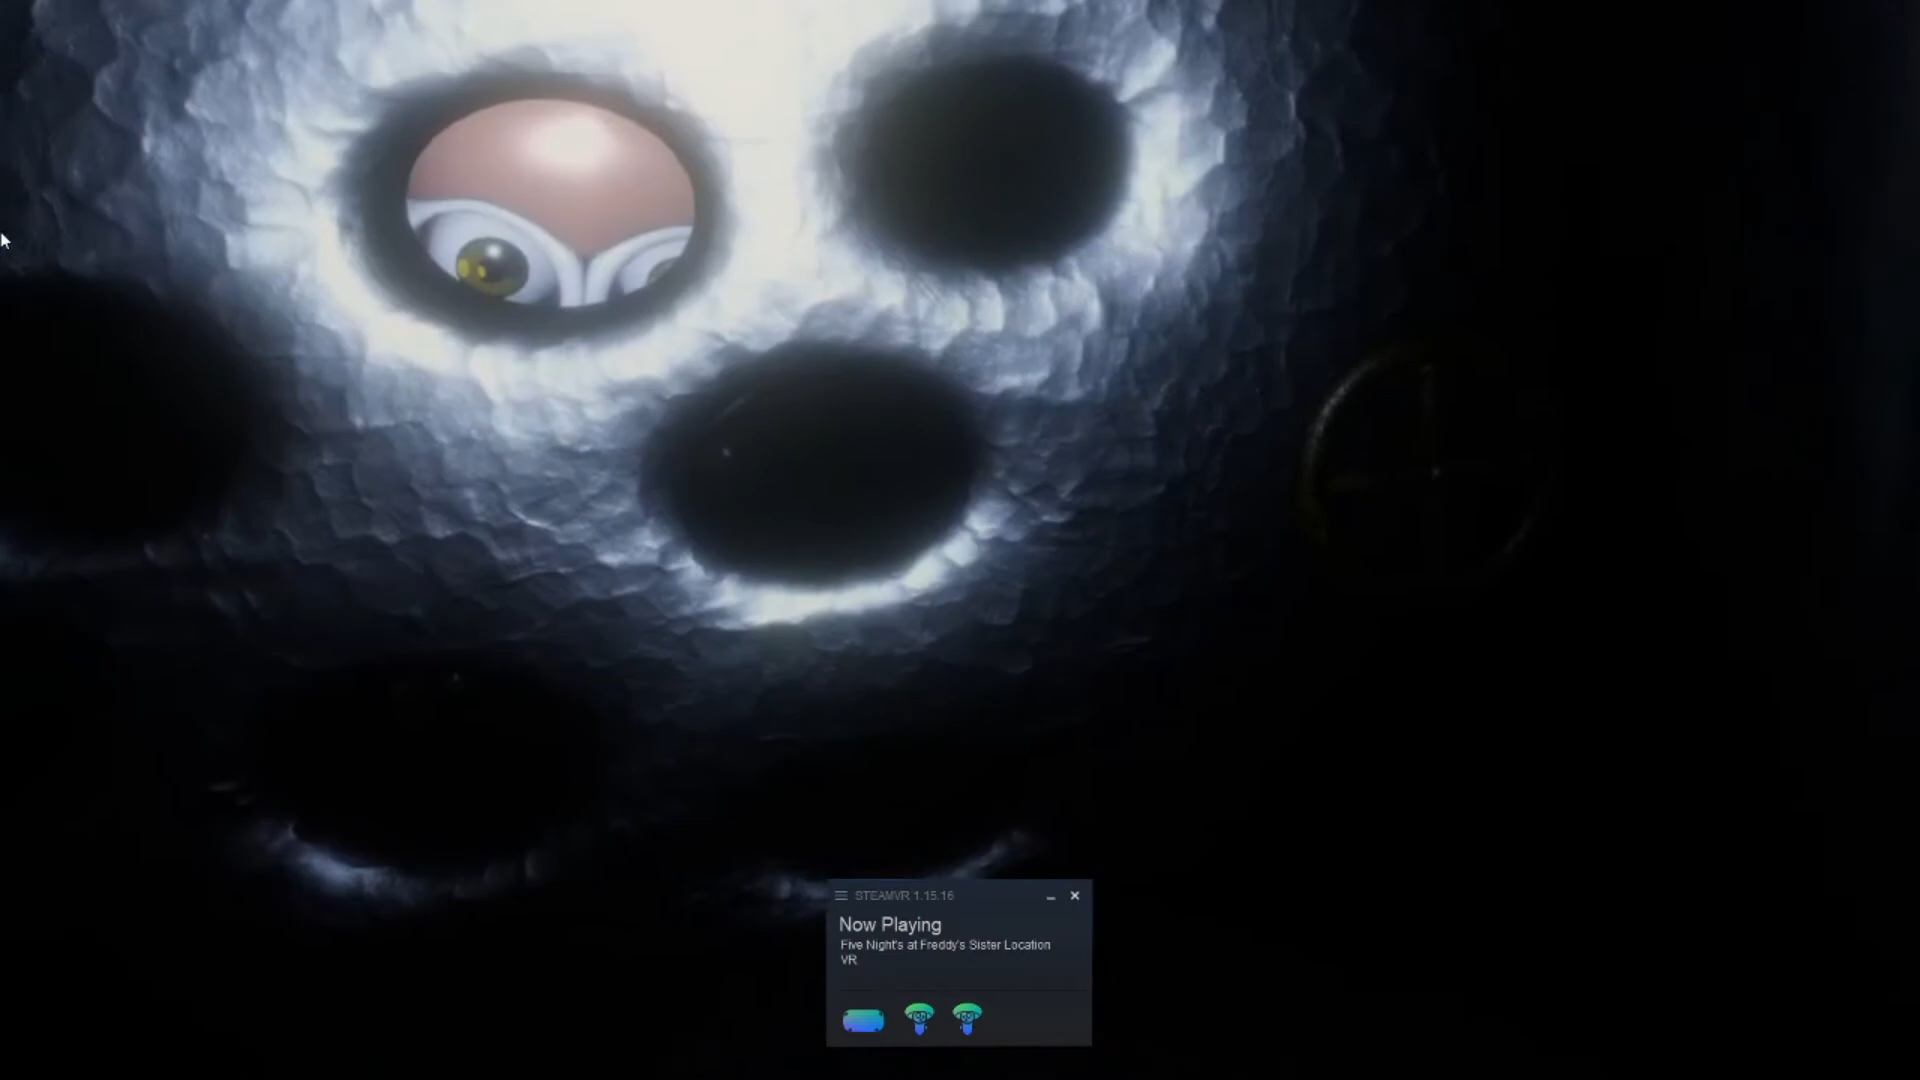 STEAMVR 1.15.16
Now Playing
Five Night's at Freddy's Sister Location
VR